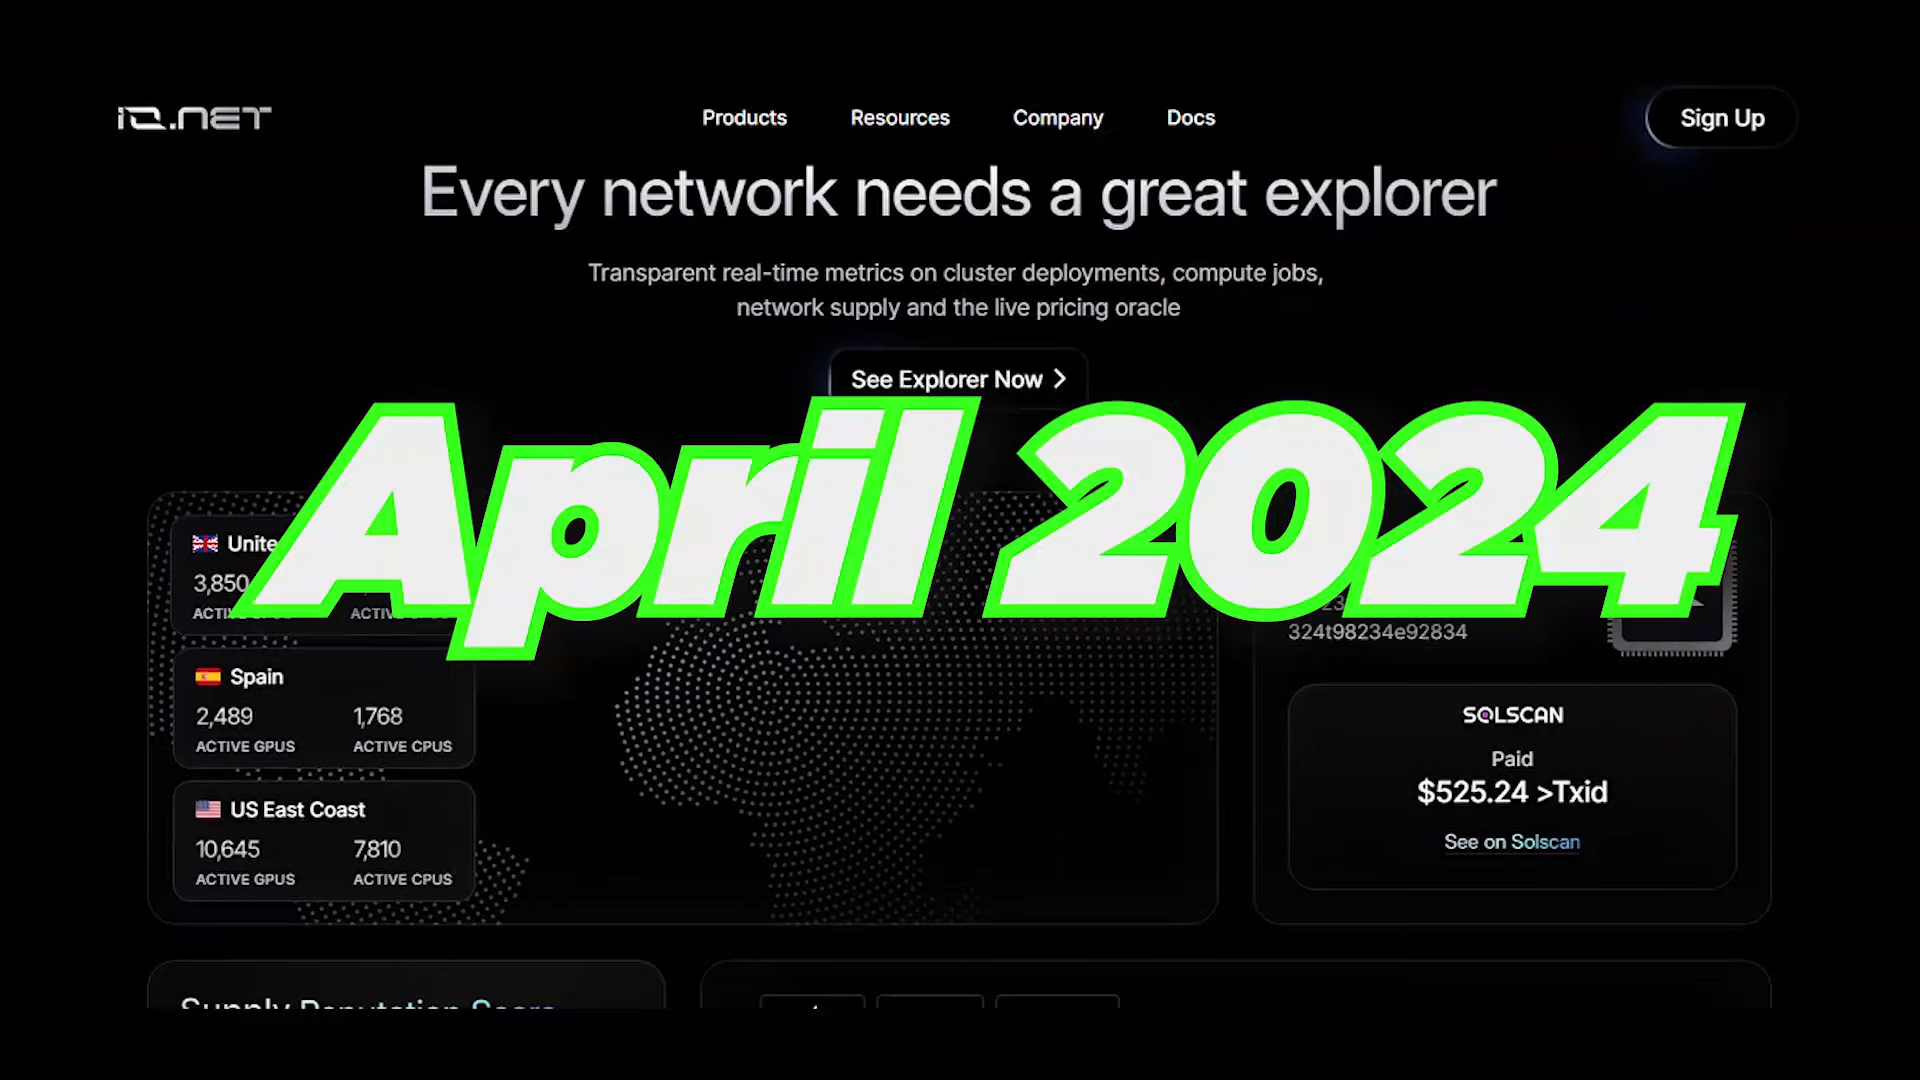 io.net
Products
Resources
Company
Docs
Sign Up
Every network needs a great explorer
Transparent real-time metrics on cluster deployments, compute jobs,
network supply and the live pricing oracle
See Explorer Now
April 2024
3,850
Spain
2,489 1,768
ACTIVE GPUS ACTIVE CPUS
US East Coast
10,645 7,810
ACTIVE GPUS ACTIVE CPUS
324t98234e92834
SOLSCAN
Paid
$525.24 >Txid
See on Solscan
Supply Reputation Score